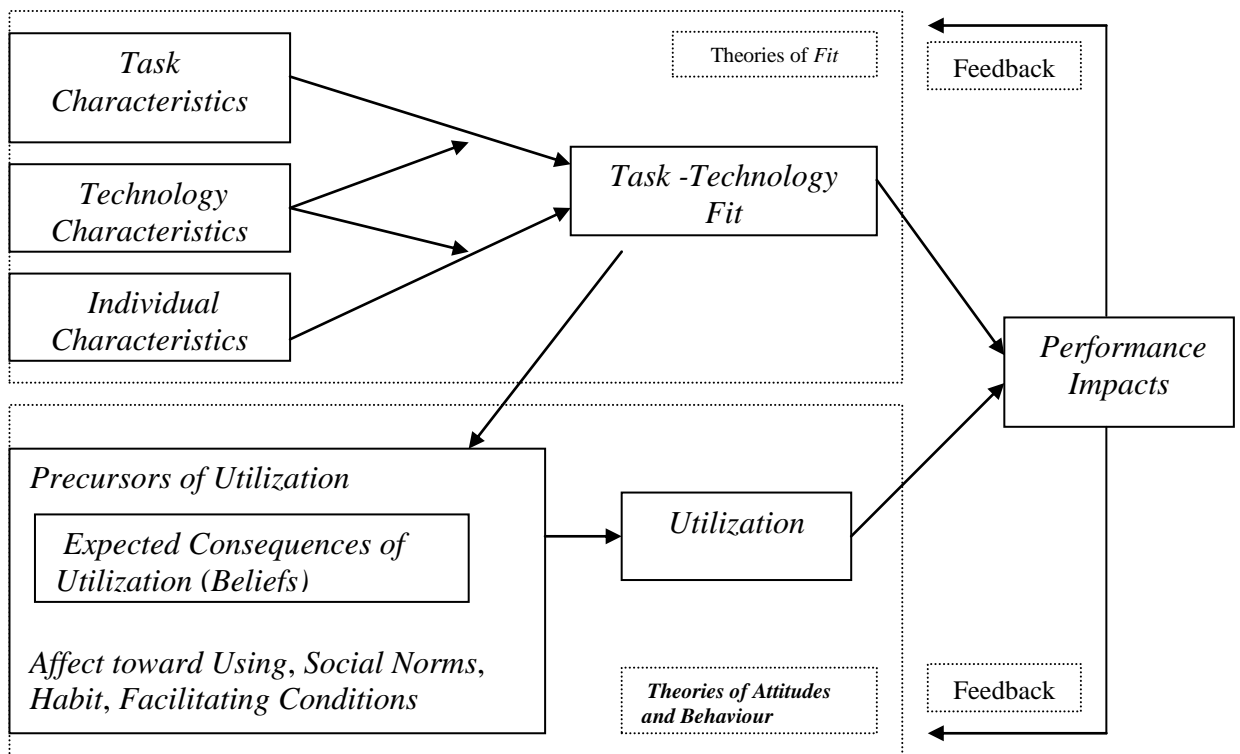 Task
Characteristics
Theories of Fit
Feedback
Technology
Characteristics
Task -Technology
Fit
Individual
Characteristics
Performance
Impacts
Precursors of Utilization
Expected Consequences of
Utilization (Beliefs)
Utilization
Affect toward Using, Social Norms,
Habit, Facilitating Conditions
Theories of Attitudes
and Behaviour
Feedback